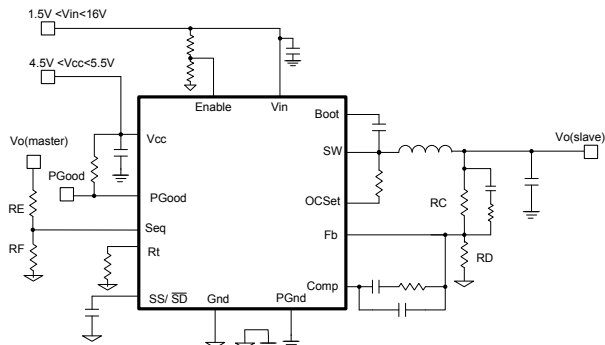 1.5V <Vin<16V
4.5V <Vcc<5.5V
Enable
Vin
Boot
Vcc
SW
Vo(master)
Vo(slave)
PGood
PGood
OCSet
RC
RE
Seq
Fb
RF
Rt
RD
Comp
SS/ SD
Gnd
PGnd